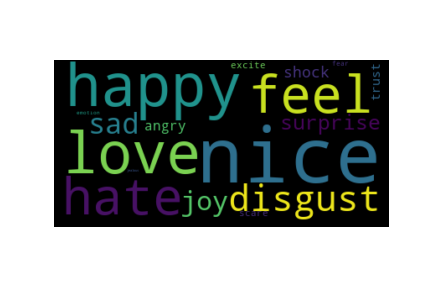 excite
fear
happy
shock
trust
feel
emotion
sad
angry
surprise
love
nice
hate
joy
disgust
scare